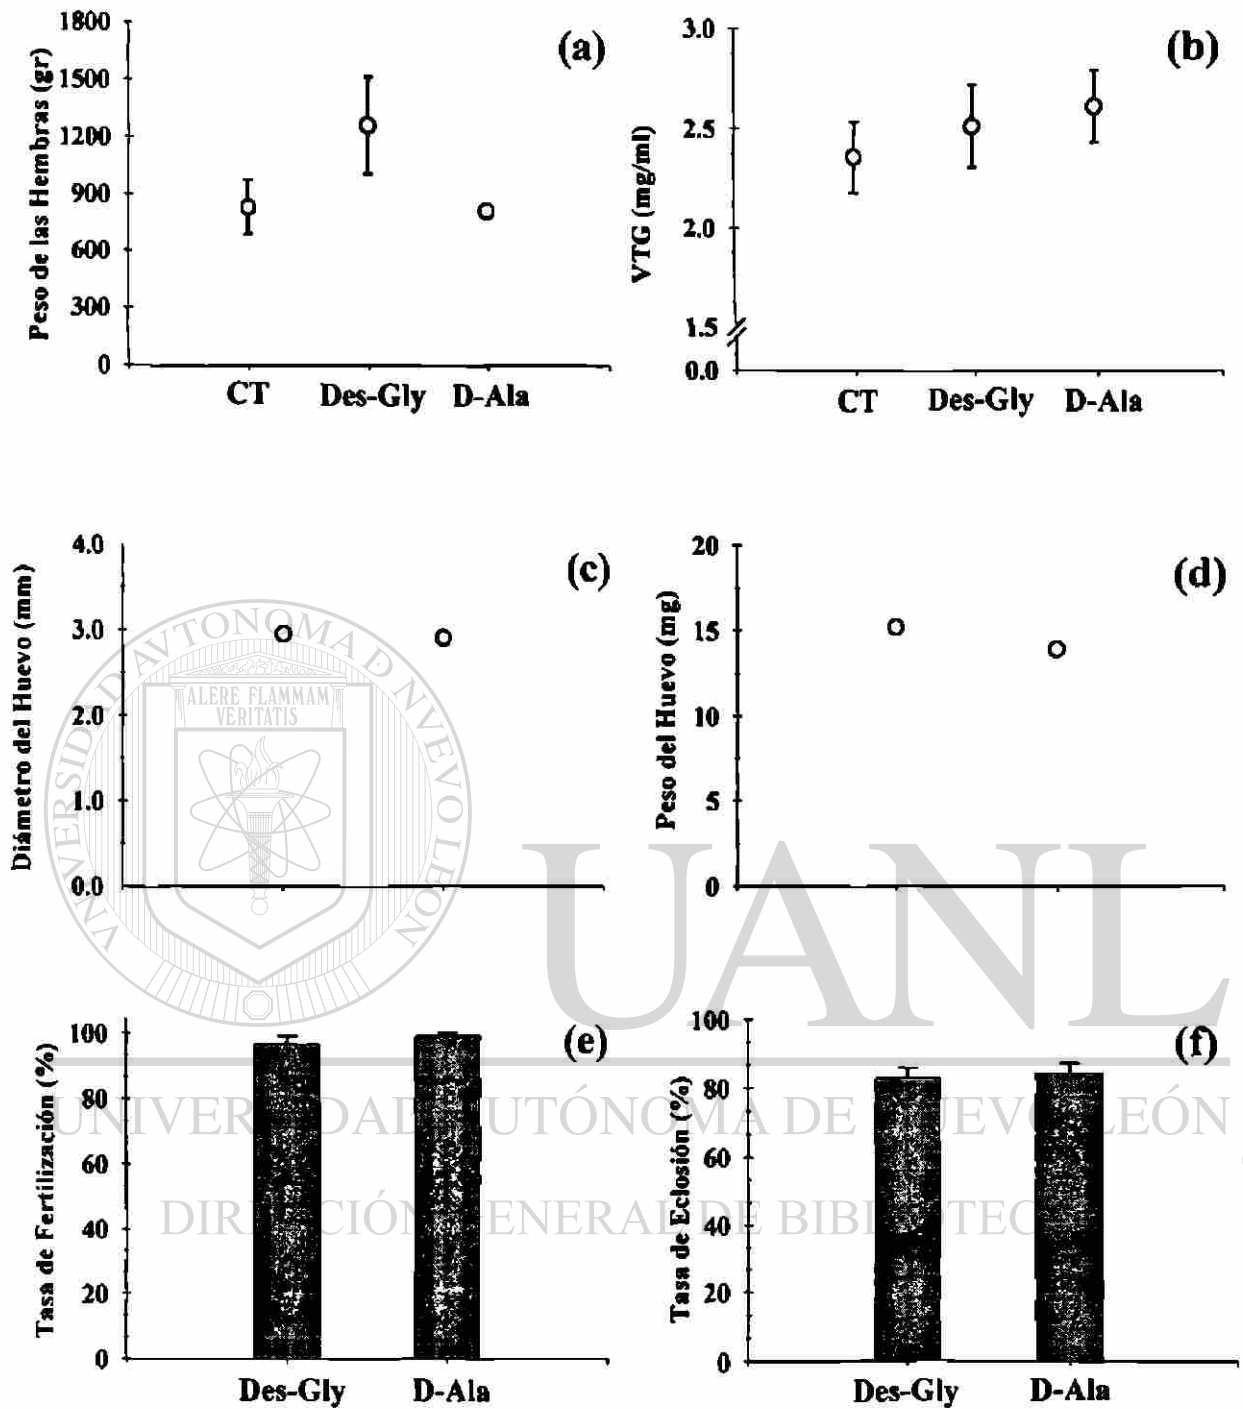 (a)
Peso de las Hembras (gr)
1800
1500
1200
900
600
300
0
CT Des-Gly D-Ala
(b)
VTG (mg/ml)
3.0
2.5
2.0
1.5
0.0
CT Des-Gly D-Ala
(c)
Diámetro del Huevo (mm)
4.0
3.0
2.0
1.0
0.0
(d)
Peso del Huevo (mg)
20
15
10
5
0
UNIVERSIDAD AVTONOMA D NVEVO LEON
ALERE FLAMMAM
VERITATIS
UANL
(e)
Tasa de Fertilización (%)
100
80
60
40
20
0
Des-Gly D-Ala
(f)
Tasa de Eclosión (%)
100
80
60
40
20
0
Des-Gly D-Ala
UNIVERSIDAD AUTÓNOMA DE NUEVO LEÓN
DIRECCIÓN GENERAL DE BIBLIOTECAS